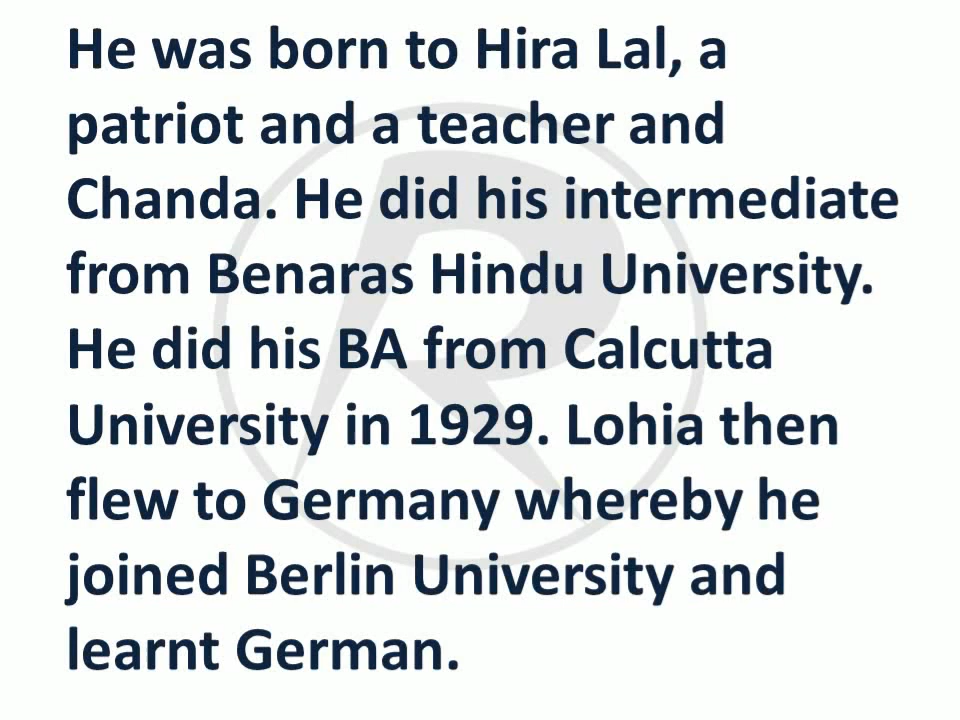 He was born to Hira Lal, a
patriot and a teacher and
Chanda. He did his intermediate
from Benaras Hindu University.
He did his BA from Calcutta
University in 1929. Lohia then
flew to Germany whereby he
joined Berlin University and
learnt German.